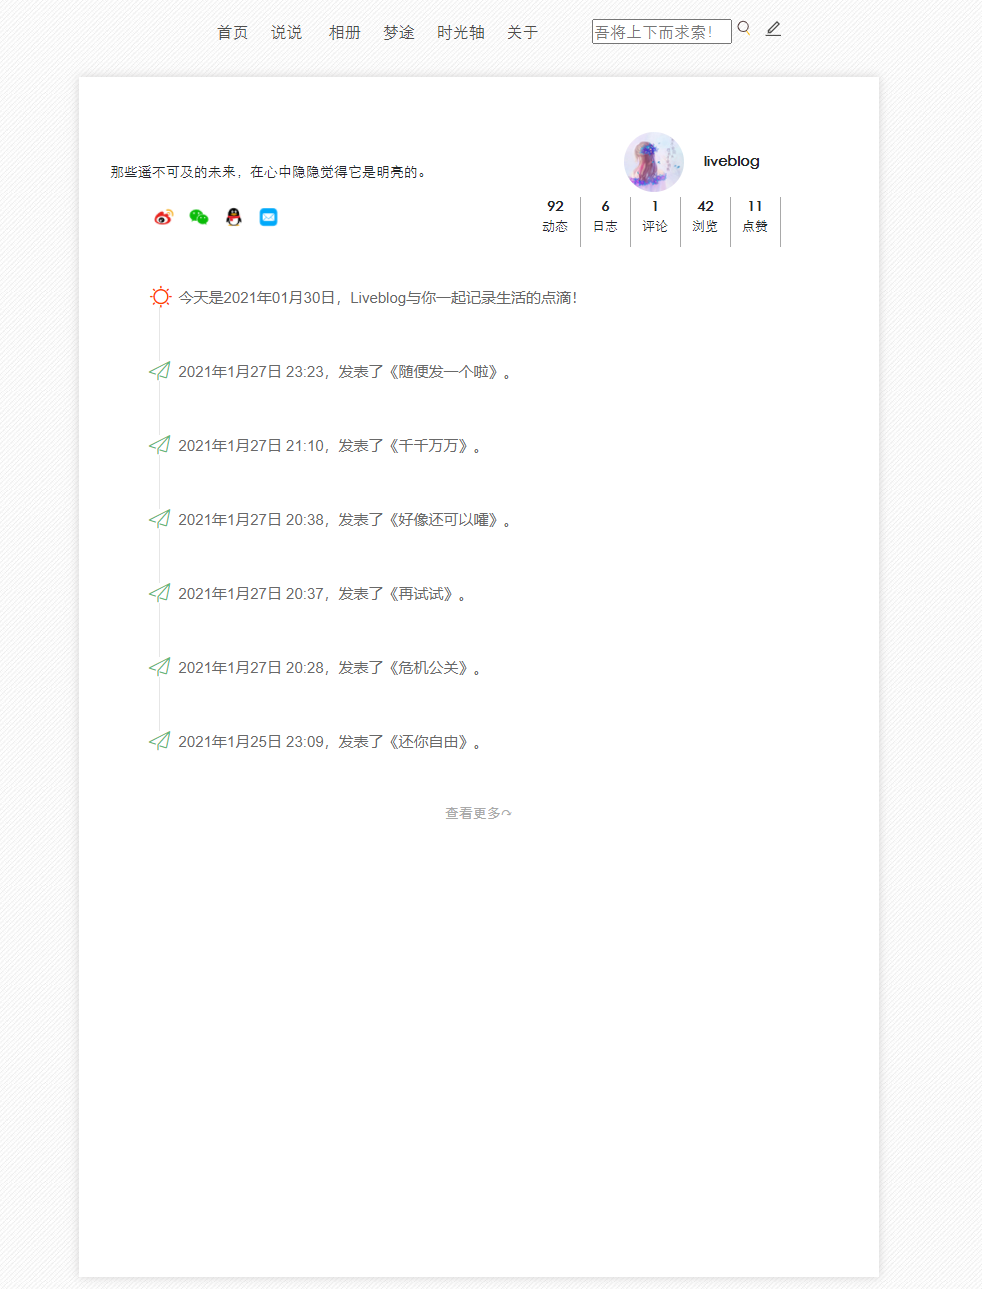 首页 说说 相册 梦途 时光轴 关于 吾将上下而求索！
liveblog
那些遥不可及的未来，在心中隐隐觉得它是明亮的。
92 6 1 42 11
动态 日志 评论 浏览 点赞
今天是2021年01月30日，Liveblog与你一起记录生活的点滴！
2021年1月27日 23:23，发表了《随便发一个啦》。
2021年1月27日 21:10，发表了《千千万万》。
2021年1月27日 20:38，发表了《好像还可以嚯》。
2021年1月27日 20:37，发表了《再试试》。
2021年1月27日 20:28，发表了《危机公关》。
2021年1月25日 23:09，发表了《还你自由》。
查看更多